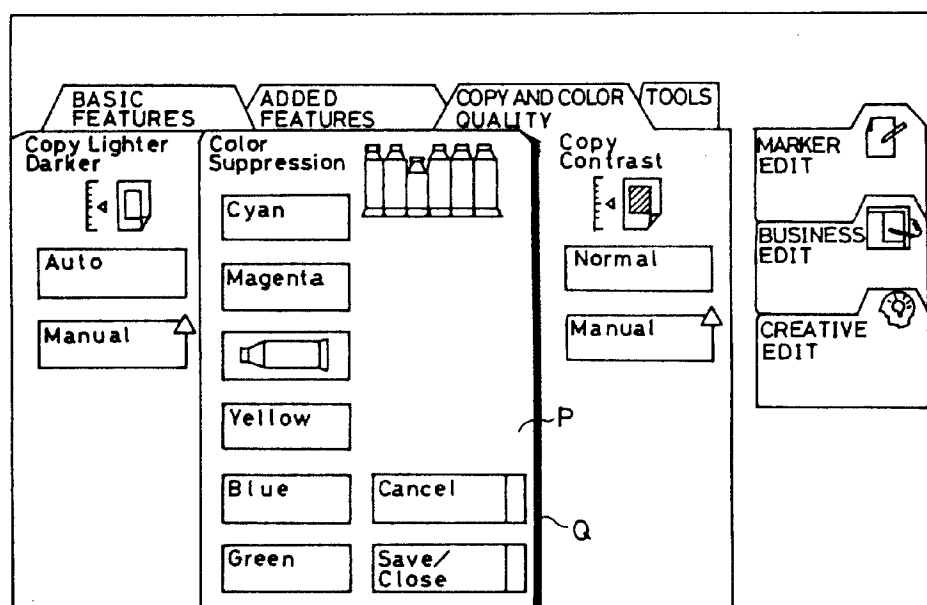 BASIC
FEATURES
ADDED
FEATURES
COPY AND COLOR
QUALITY
TOOLS
Copy Lighter
Darker
Auto
Manual
Color
Suppression
Cyan
Magenta
Yellow
Blue
Green
Cancel
Save/
Close
P
Q
Copy
Contrast
Normal
Manual
MARKER
EDIT
BUSINESS
EDIT
CREATIVE
EDIT